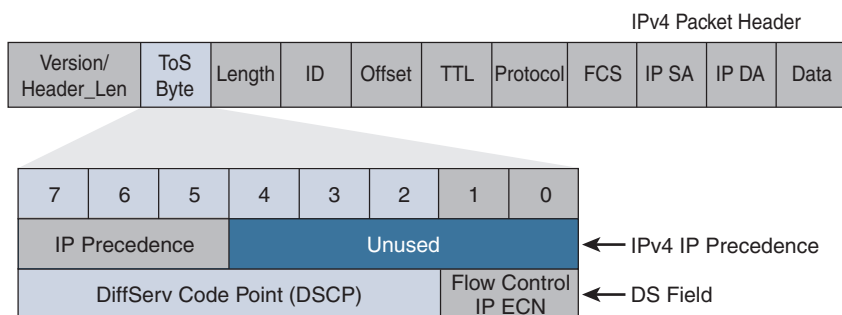 IPv4 Packet Header
Version/
Header_Len
ToS
Byte
Length
ID
Offset
TTL
Protocol
FCS
IP SA
IP DA
Data
7 6 5 4 3 2 1 0
IP Precedence
Unused
IPv4 IP Precedence
DiffServ Code Point (DSCP)
Flow Control
IP ECN
DS Field